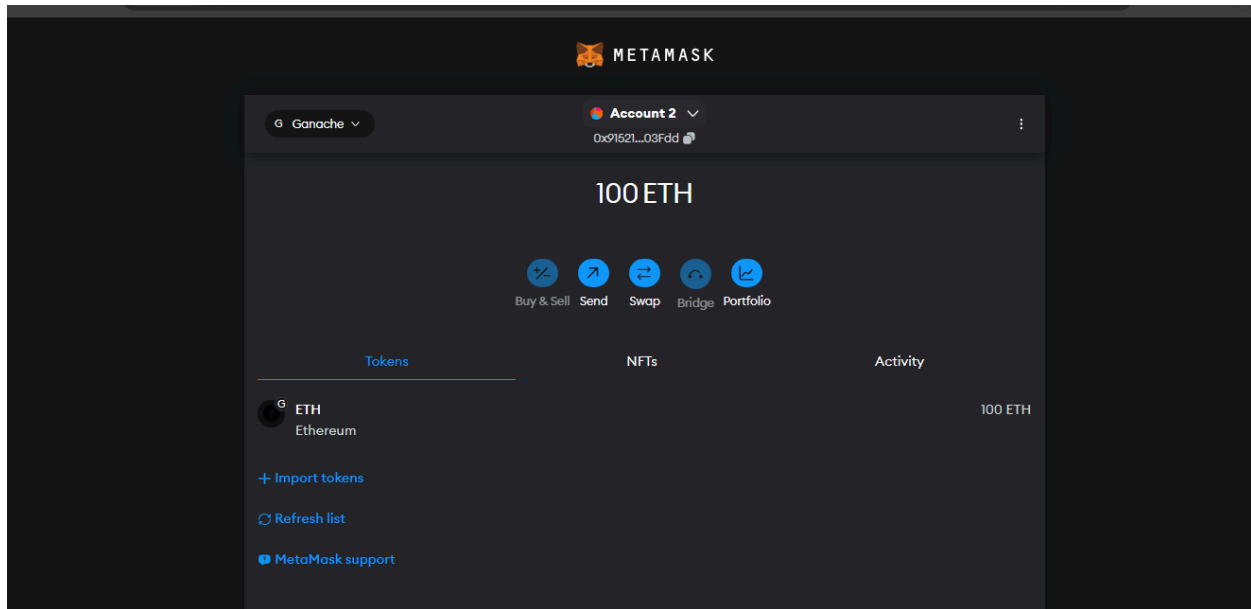 METAMASK
G Ganache
Account 2
0x91521...03Fdd
100 ETH
+/- 
Buy & Sell Send Swap Bridge Portfolio
Tokens NFTs Activity
G
ETH 100 ETH
Ethereum
+ Import tokens
Refresh list
MetaMask support